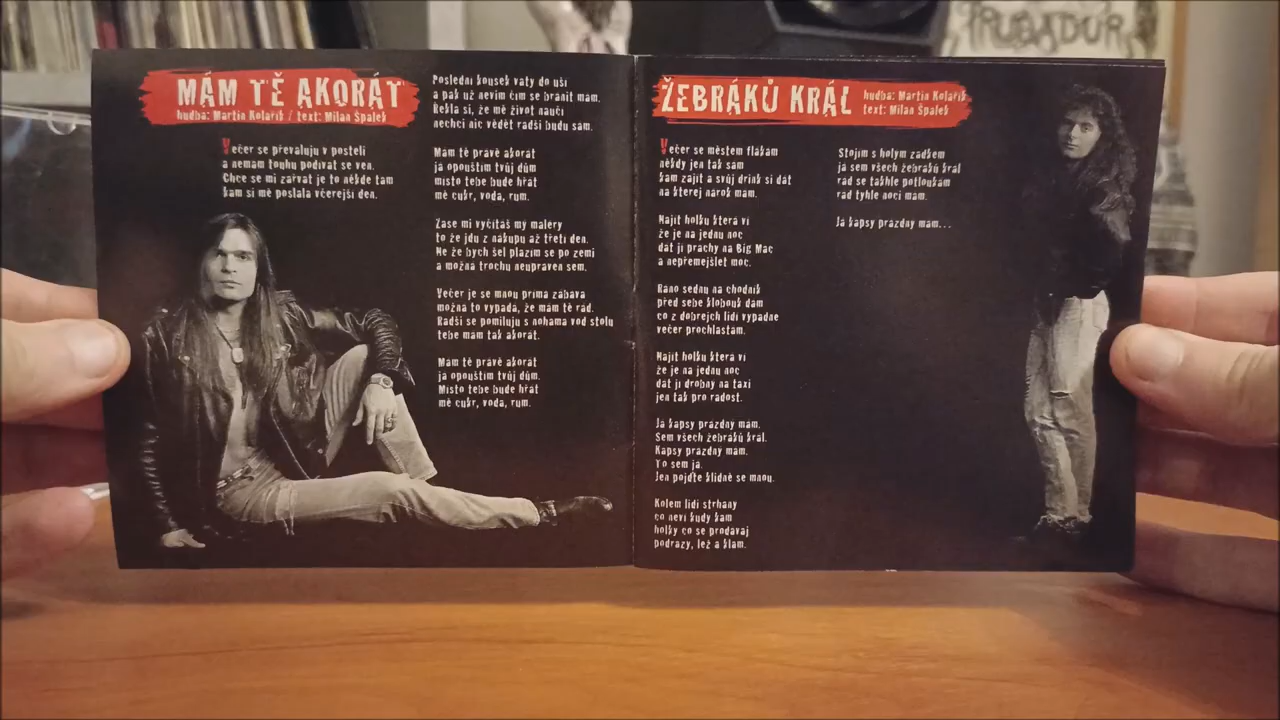 TRUBADÚR
MÁM TĚ AKORÁT
hudba: Martin Kolařík / text: Milan Špalek
Večer se převaluju v posteli
a nemám touhu podívat se ven.
Chce se mi zařvat je to někde tam
kam si mě poslala včerejší den.
Poslední kousek vaty do uší
a pak už nevím čím se bránit mám.
Řekla si, že mě život naučí
nechci nic vědět radši budu sám.
Mám tě právě akorát
já opouštím tvůj dům
místo tebe bude hřát
mě cukr, voda, rum.
Zase mi vyčítáš mý maléry
to že jdu z nákupu až třetí den.
Ne že bych šel plazím se po zemi
a možná trochu neupraven sem.
Večer je se mnou príma zábava
možná to vypadá, že mám tě rád.
Radši se pomiluju s nohama vod stolu
tebe mám tak akorát.
Mám tě právě akorát
já opouštím tvůj dům.
Místo tebe bude hřát
mě cukr, voda, rum.
ŽEBRÁKŮ KRÁL
hudba: Martin Kolařík
text: Milan Špalek
Večer se městem flákám
někdy jen tak sám
kam zajít a svůj drink si dát
na kterej nárok mám.
Najít holku která ví
že je na jednu noc
dát jí prachy na Big Mac
a nepřemejšlet moc.
Ráno sednu na chodník
před sebe klobouk dám
co z dobrejch lidí vypadne
večer prochlastám.
Najít holku která ví
že je na jednu noc
dát jí drobný na taxi
jen tak pro radost.
Já kapsy prázdný mám.
Sem všech žebráků král.
Kapsy prázdný mám.
To sem já.
Jen pojďte klidně se mnou.
Kolem lidi strhaný
co neví kudy kam
holky co se prodávaj
podrazy, lež a klam.
Stojím s holým zadkem
já sem všech žebráků král
rád se takhle potloukám
rád tyhle noci mám.
Já kapsy prázdný mám...